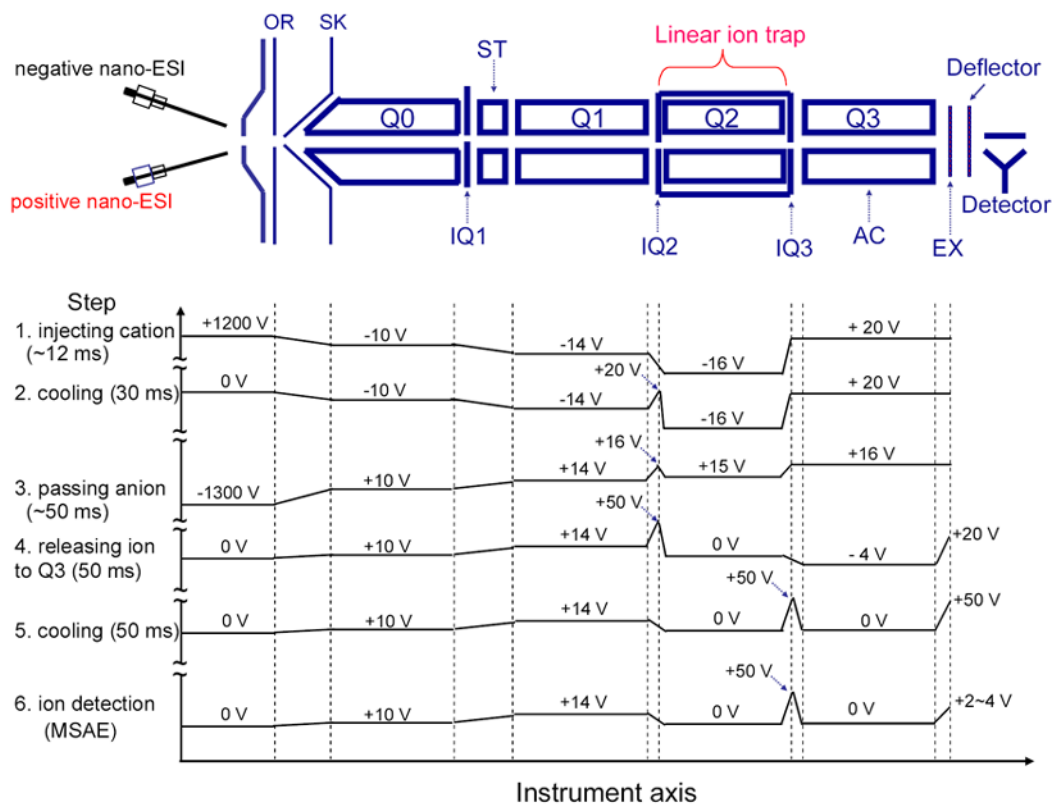 OR SK
Linear ion trap
ST
Deflector
negative nano-ESI
Q0 Q1 Q2 Q3
positive nano-ESI
Detector
IQ1 IQ2 IQ3 AC EX
Step
1. injecting cation
(~12 ms)
+1200 V -10 V -14 V -16 V + 20 V
2. cooling (30 ms)
0 V -10 V -14 V +20 V -16 V + 20 V
3. passing anion
(~50 ms)
-1300 V +10 V +14 V +16 V +15 V +16 V
4. releasing ion
to Q3 (50 ms)
0 V +10 V +14 V +50 V 0 V - 4 V +20 V
5. cooling (50 ms)
0 V +10 V +14 V 0 V +50 V 0 V +50 V
6. ion detection
(MSAE)
0 V +10 V +14 V 0 V +50 V 0 V +2~4 V
Instrument axis